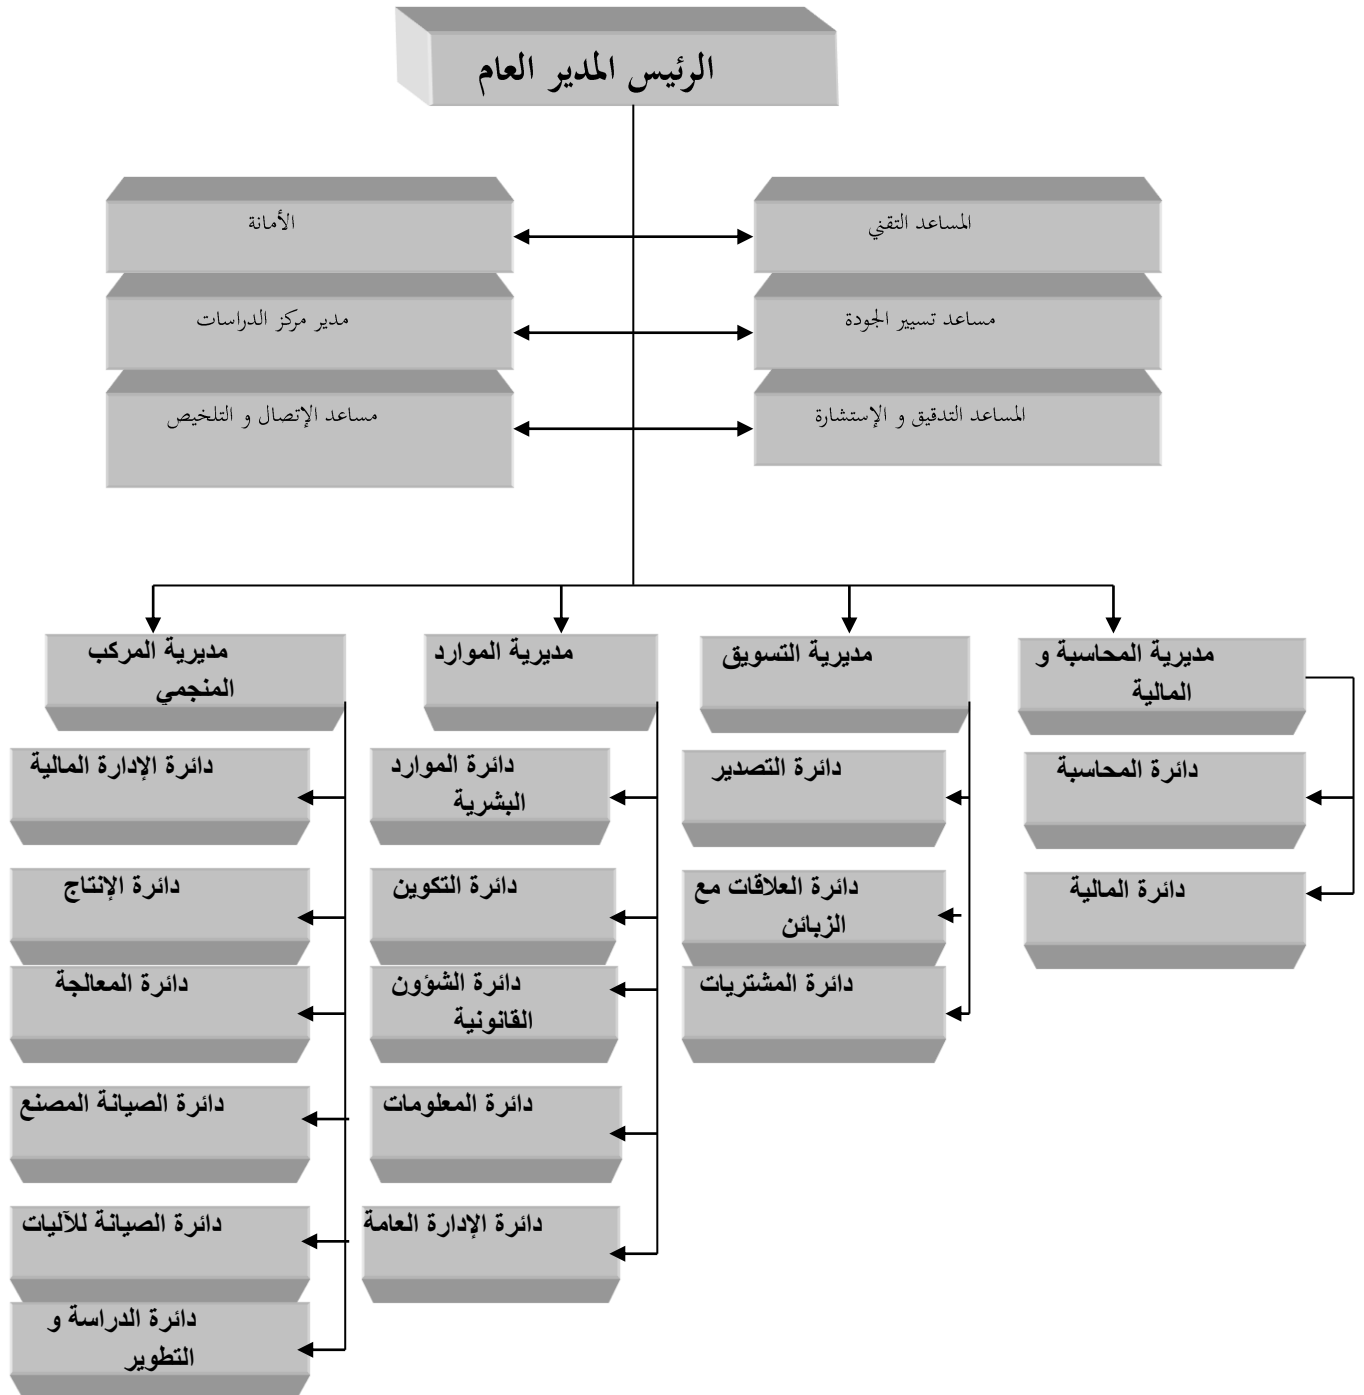 الرئيس المدير العام
المساعد التقني
الأمانة
مساعد تسيير الجودة
مدير مركز الدراسات
المساعد التدقيق و الإستشارة
مساعد الإتصال و التلخيص
مديرية المحاسبة و
المالية
دائرة المحاسبة
دائرة المالية
مديرية التسويق
دائرة التصدير
دائرة العلاقات مع
الزبائن
دائرة المشتريات
مديرية الموارد
دائرة الموارد
البشرية
دائرة التكوين
دائرة الشؤون
القانونية
دائرة المعلومات
دائرة الإدارة العامة
مديرية المركب
المنجمي
دائرة الإدارة المالية
دائرة الإنتاج
دائرة المعالجة
دائرة الصيانة المصنع
دائرة الصيانة للآليات
دائرة الدراسة و
التطوير